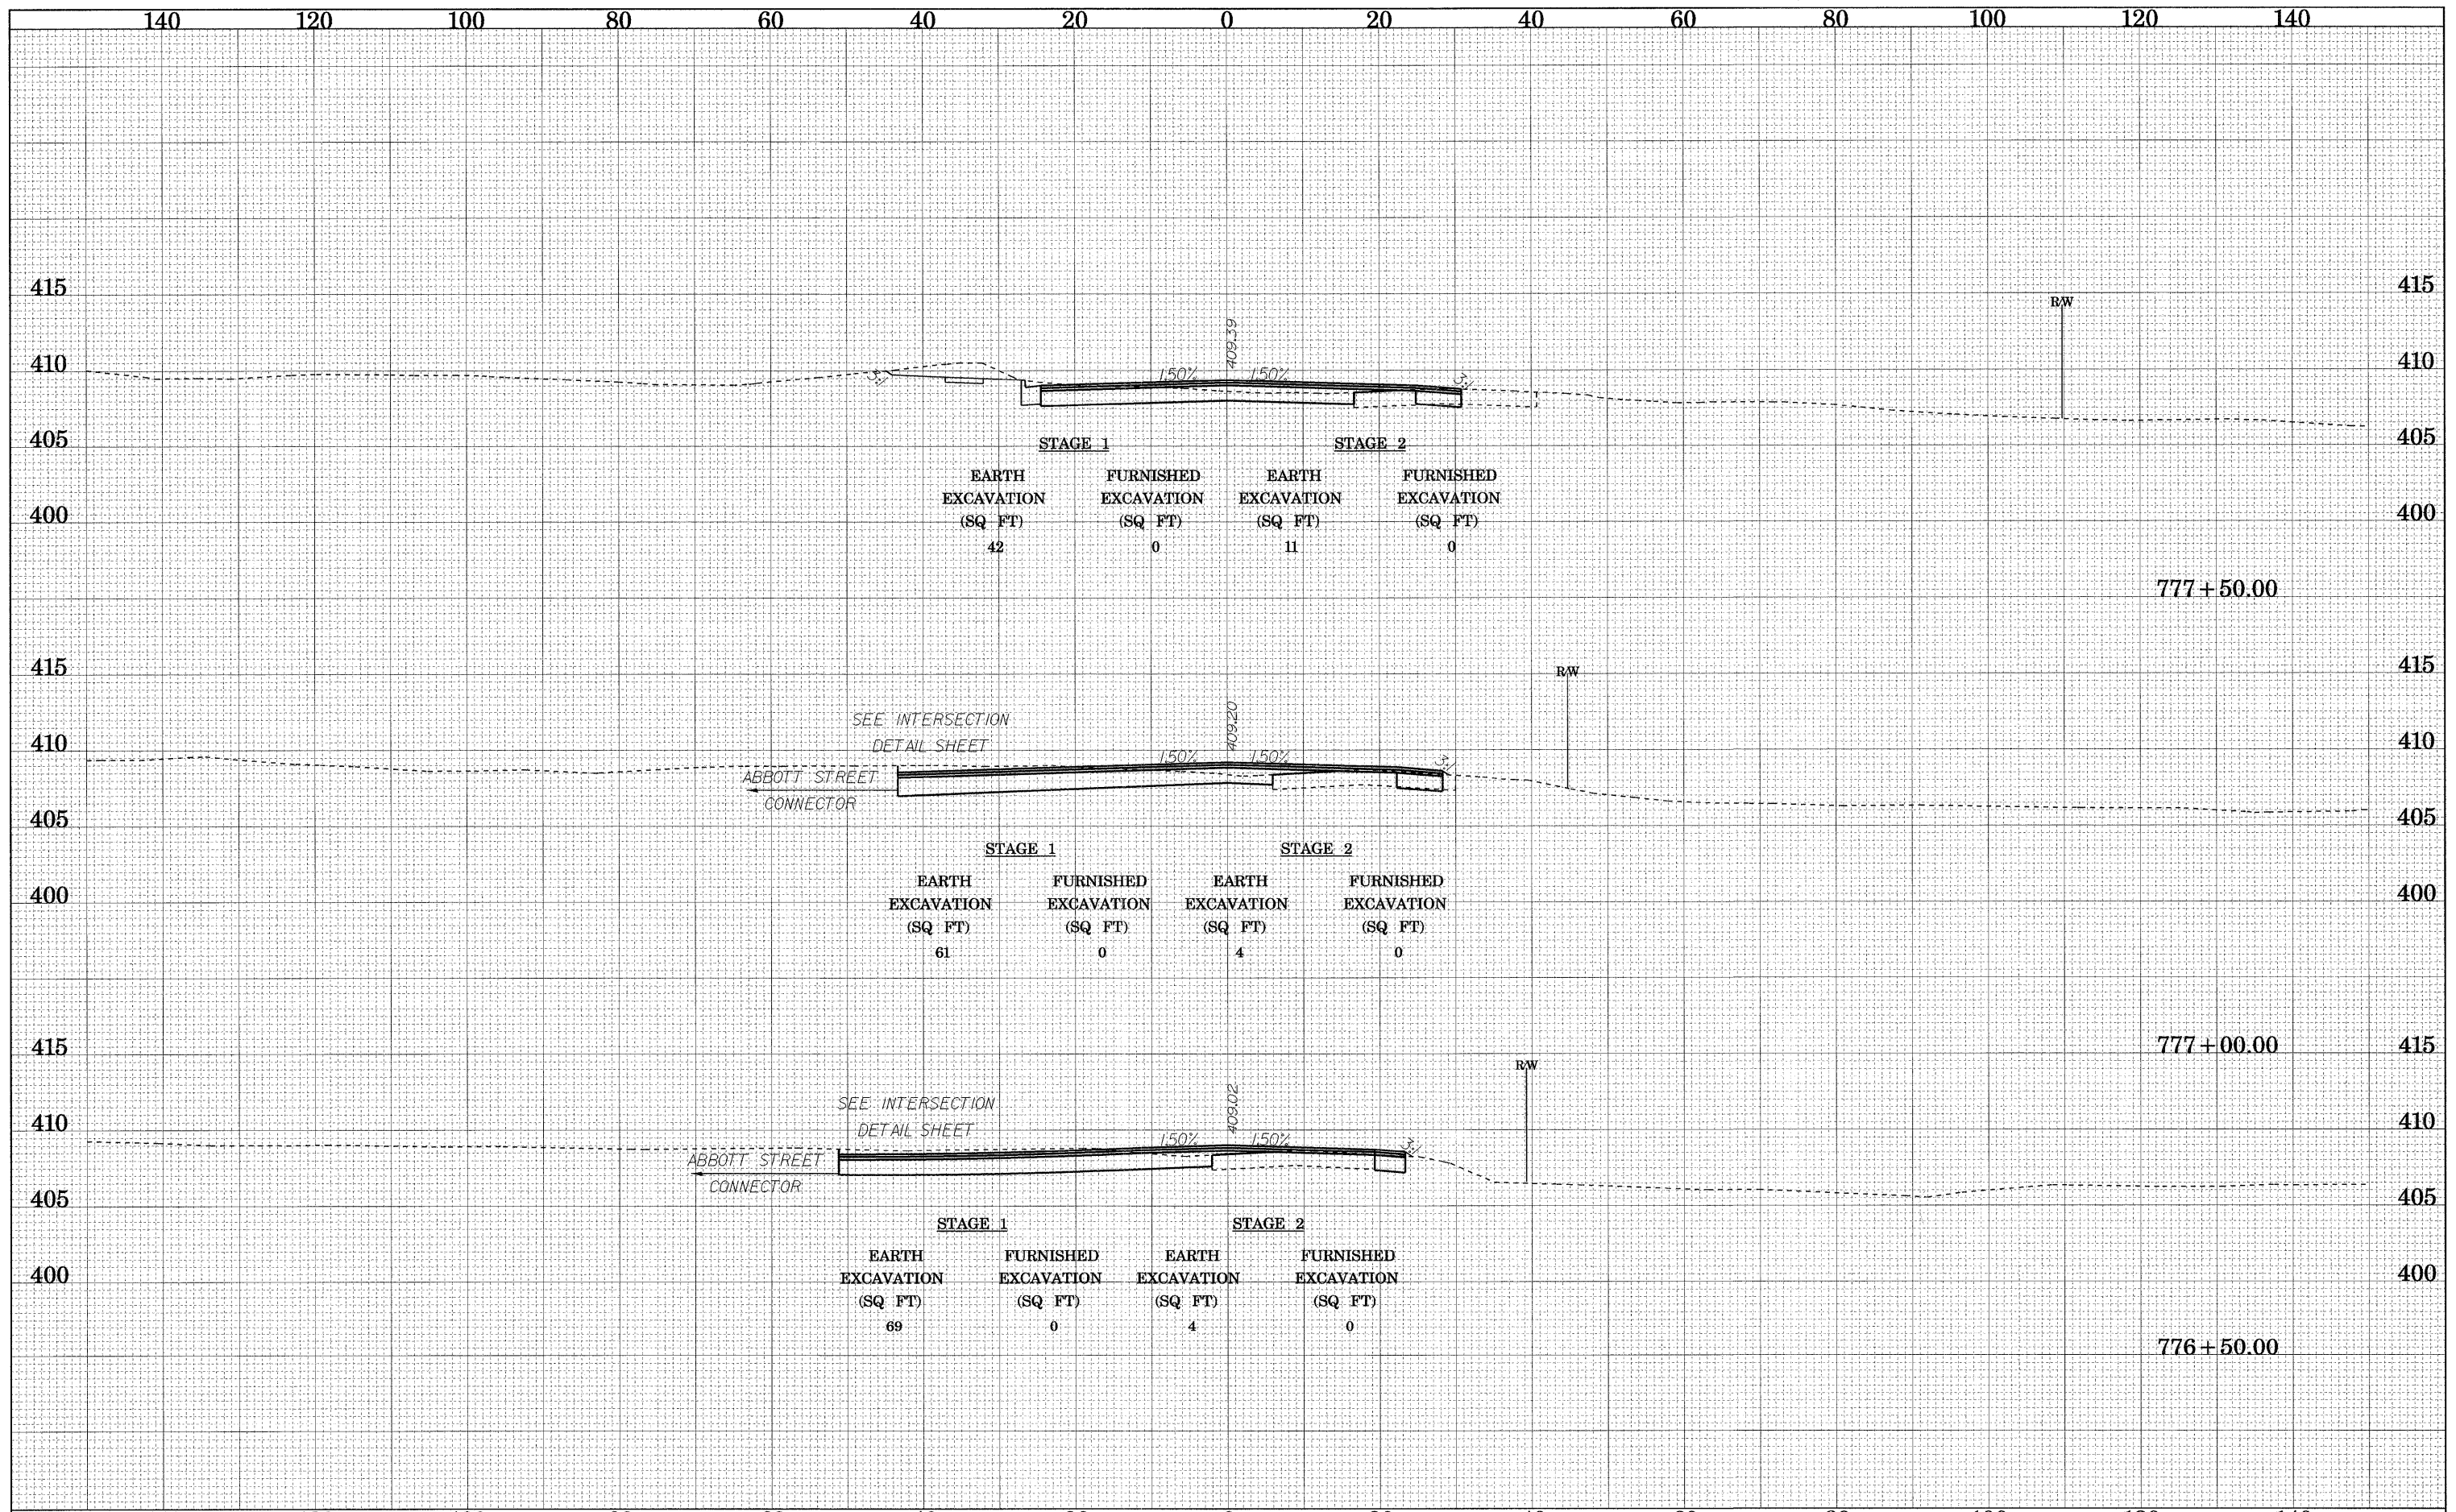 140 120 100 80 60 40 20 0 20 40 60 80 100 120 140
415 415
R/W
409.39
410 410
3:1 1.50% 1.50% 3:1
405 405
STAGE 1 STAGE 2
EARTH FURNISHED EARTH FURNISHED
EXCAVATION EXCAVATION EXCAVATION EXCAVATION
(SQ FT) (SQ FT) (SQ FT) (SQ FT)
400 400
42 0 11 0
777+50.00
415 415
R/W
SEE INTERSECTION
409.20
DETAIL SHEET
410 410
1.50% 1.50% 3:1
ABBOTT STREET
CONNECTOR
405 405
STAGE 1 STAGE 2
EARTH FURNISHED EARTH FURNISHED
400 400
EXCAVATION EXCAVATION EXCAVATION EXCAVATION
(SQ FT) (SQ FT) (SQ FT) (SQ FT)
61 0 4 0
415 777+00.00 415
R/W
SEE INTERSECTION
409.02
410 410
DETAIL SHEET
1.50% 1.50% 3:1
ABBOTT STREET
CONNECTOR
405 405
STAGE 1 STAGE 2
EARTH FURNISHED EARTH FURNISHED
400 400
EXCAVATION EXCAVATION EXCAVATION EXCAVATION
(SQ FT) (SQ FT) (SQ FT) (SQ FT)
69 0 4 0
776+50.00